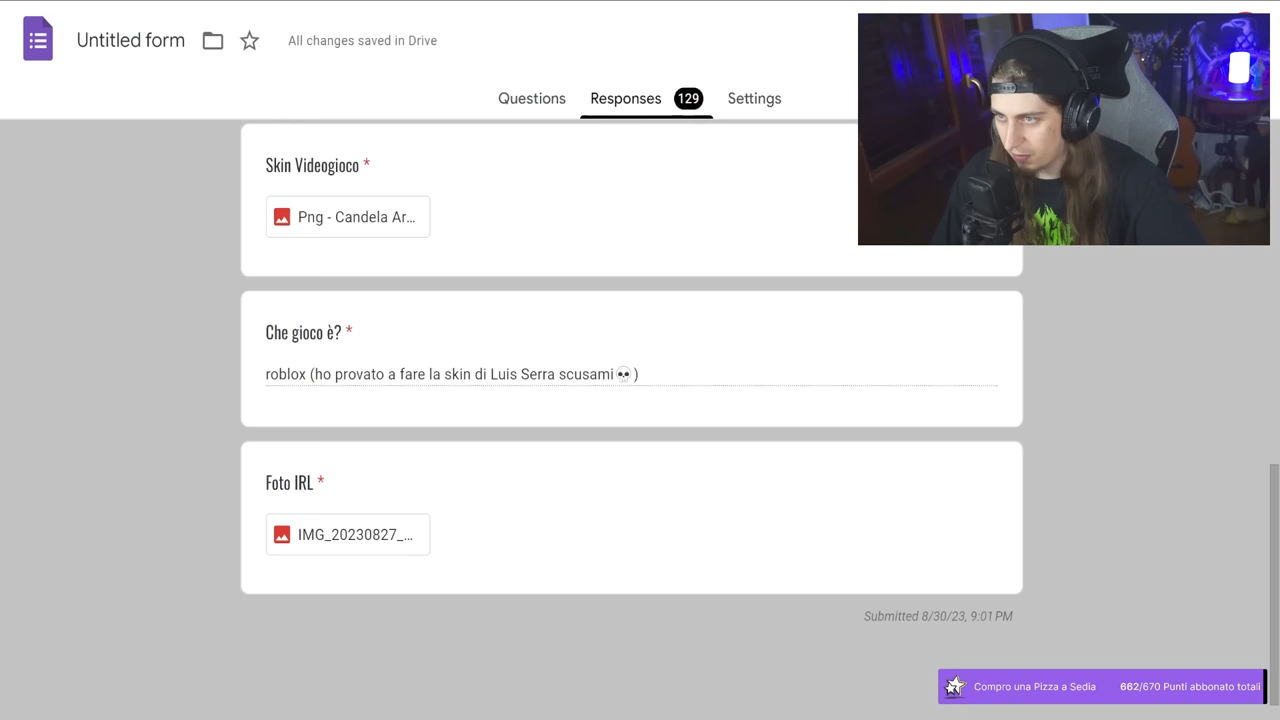 Untitled form
All changes saved in Drive
Questions
Responses 129
Settings
Skin Videogioco *
Png - Candela Ar...
Che gioco è? *
roblox (ho provato a fare la skin di Luis Serra scusami💀)
Foto IRL *
IMG_20230827_...
Submitted 8/30/23, 9:01 PM
Compro una Pizza a Sedia 662/670 Punti abbonato totali